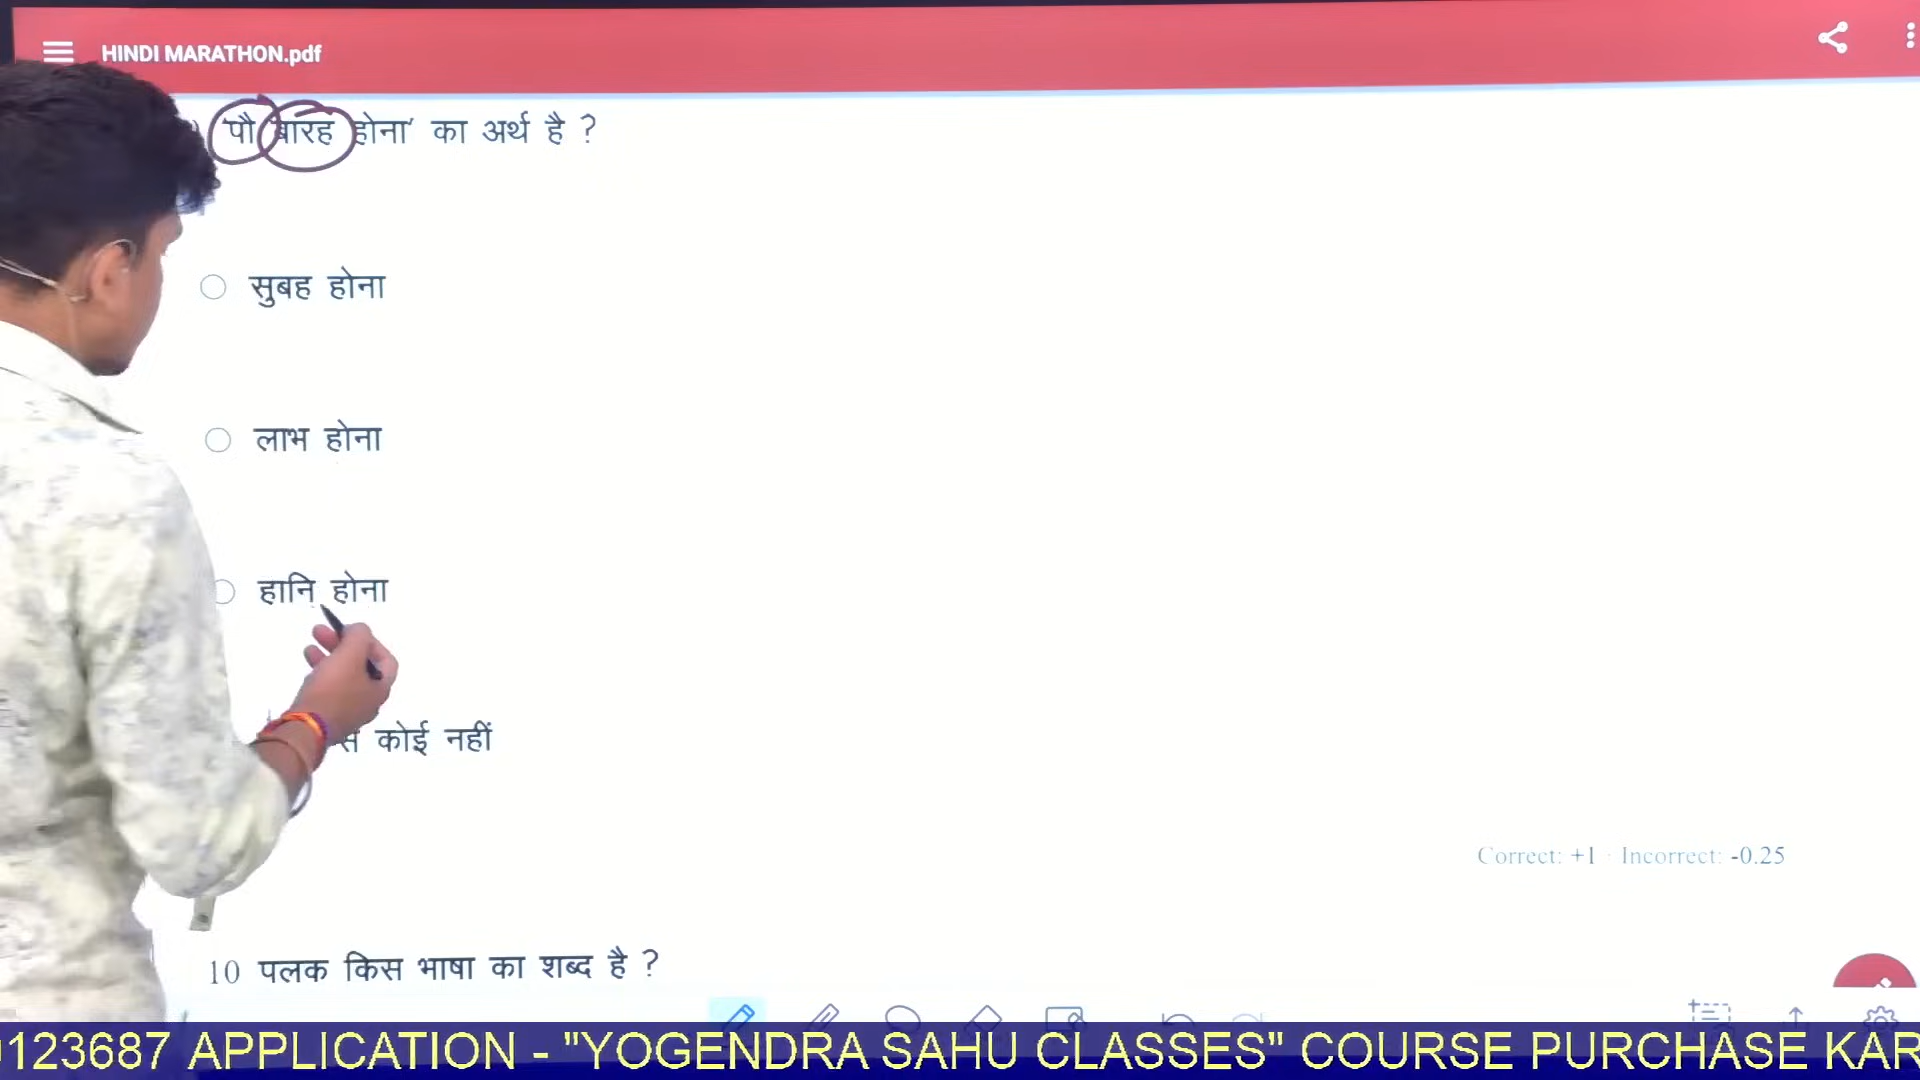 HINDI MARATHON.pdf
'पौ बारह होना' का अर्थ है ?
सुबह होना
लाभ होना
हानि होना
कोई नहीं
Correct: +1 · Incorrect: -0.25
10 पलक किस भाषा का शब्द है ?
123687 APPLICATION - "YOGENDRA SAHU CLASSES" COURSE PURCHASE KAR